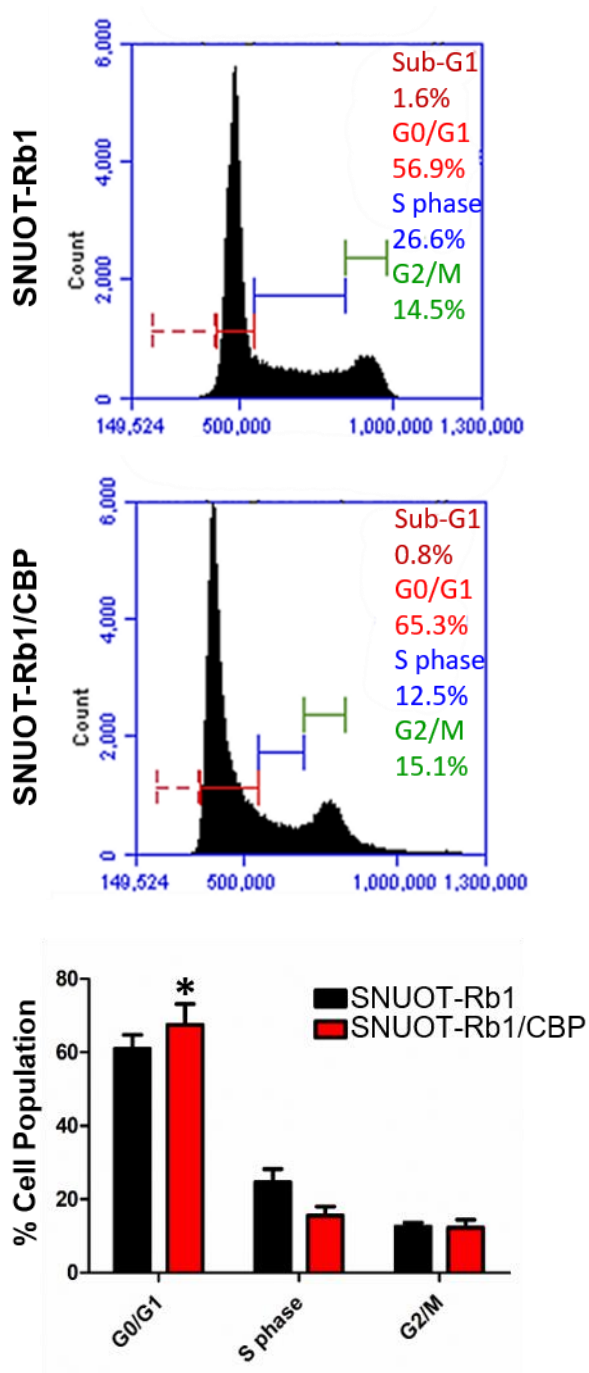 SNUOT-Rb1
Count
6,000
4,000
2,000
0
149,524 500,000 1,000,000 1,300,000
Sub-G1
1.6%
G0/G1
56.9%
S phase
26.6%
G2/M
14.5%
SNUOT-Rb1/CBP
Count
6,000
4,000
2,000
0
149,524 500,000 1,000,000 1,300,000
Sub-G1
0.8%
G0/G1
65.3%
S phase
12.5%
G2/M
15.1%
% Cell Population
80
60
40
20
0
*
SNUOT-Rb1
SNUOT-Rb1/CBP
G0/G1
S phase
G2/M